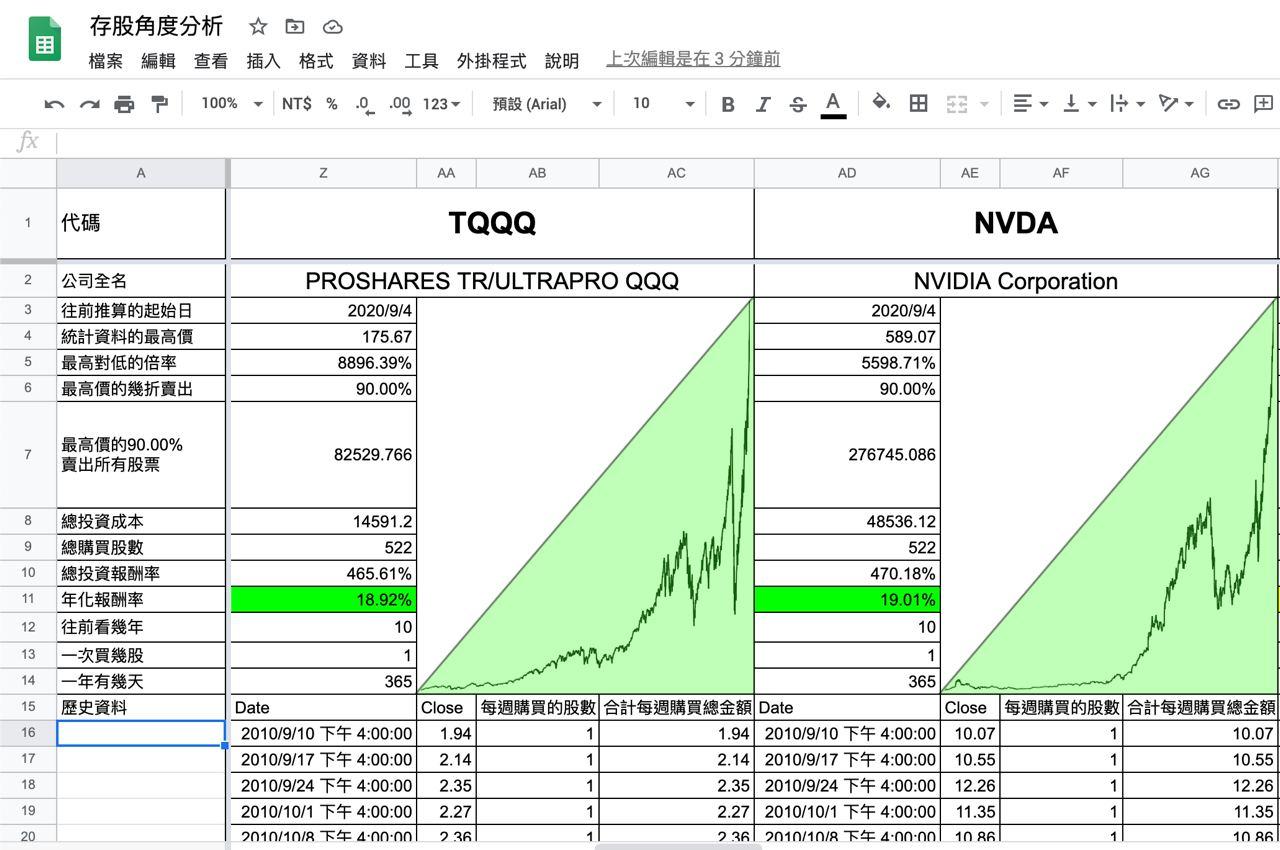 存股角度分析
檔案 編輯 查看 插入 格式 資料 工具 外掛程式 說明 上次編輯是在 3 分鐘前
100% NT$ % .0 .00 123 預設 (Arial) 10 B I S A
fx
A Z AA AB AC AD AE AF AG
1 代碼 TQQQ NVDA
2 公司全名 PROSHARES TR/ULTRAPRO QQQ NVIDIA Corporation
3 往前推算的起始日 2020/9/4 2020/9/4
4 統計資料的最高價 175.67 589.07
5 最高對低的倍率 8896.39% 5598.71%
6 最高價的幾折賣出 90.00% 90.00%
7 最高價的90.00% 82529.766 276745.086
賣出所有股票
8 總投資成本 14591.2 48536.12
9 總購買股數 522 522
10 總投資報酬率 465.61% 470.18%
11 年化報酬率 18.92% 19.01%
12 往前看幾年 10 10
13 一次買幾股 1 1
14 一年有幾天 365 365
15 歷史資料 Date Close 每週購買的股數 合計每週購買總金額 Date Close 每週購買的股數 合計每週購買總金額
16 2010/9/10 下午 4:00:00 1.94 1 1.94 2010/9/10 下午 4:00:00 10.07 1 10.07
17 2010/9/17 下午 4:00:00 2.14 1 2.14 2010/9/17 下午 4:00:00 10.55 1 10.55
18 2010/9/24 下午 4:00:00 2.35 1 2.35 2010/9/24 下午 4:00:00 12.26 1 12.26
19 2010/10/1 下午 4:00:00 2.27 1 2.27 2010/10/1 下午 4:00:00 11.35 1 11.35
20 2010/10/8 下午 4:00:00 2.36 1 2.36 2010/10/8 下午 4:00:00 10.86 1 10.86